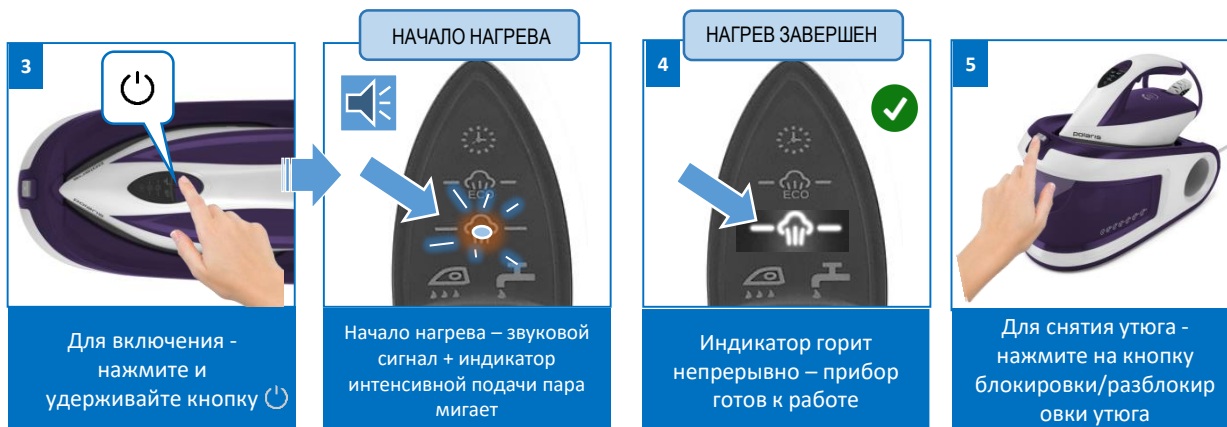 НАЧАЛО НАГРЕВА
НАГРЕВ ЗАВЕРШЕН
3
4
5
ECO
ECO
polaris
polaris
Для включения -
нажмите и
удерживайте кнопку
Начало нагрева – звуковой
сигнал + индикатор
интенсивной подачи пара
мигает
Индикатор горит
непрерывно – прибор
готов к работе
Для снятия утюга -
нажмите на кнопку
блокировки/разблокир
овки утюга